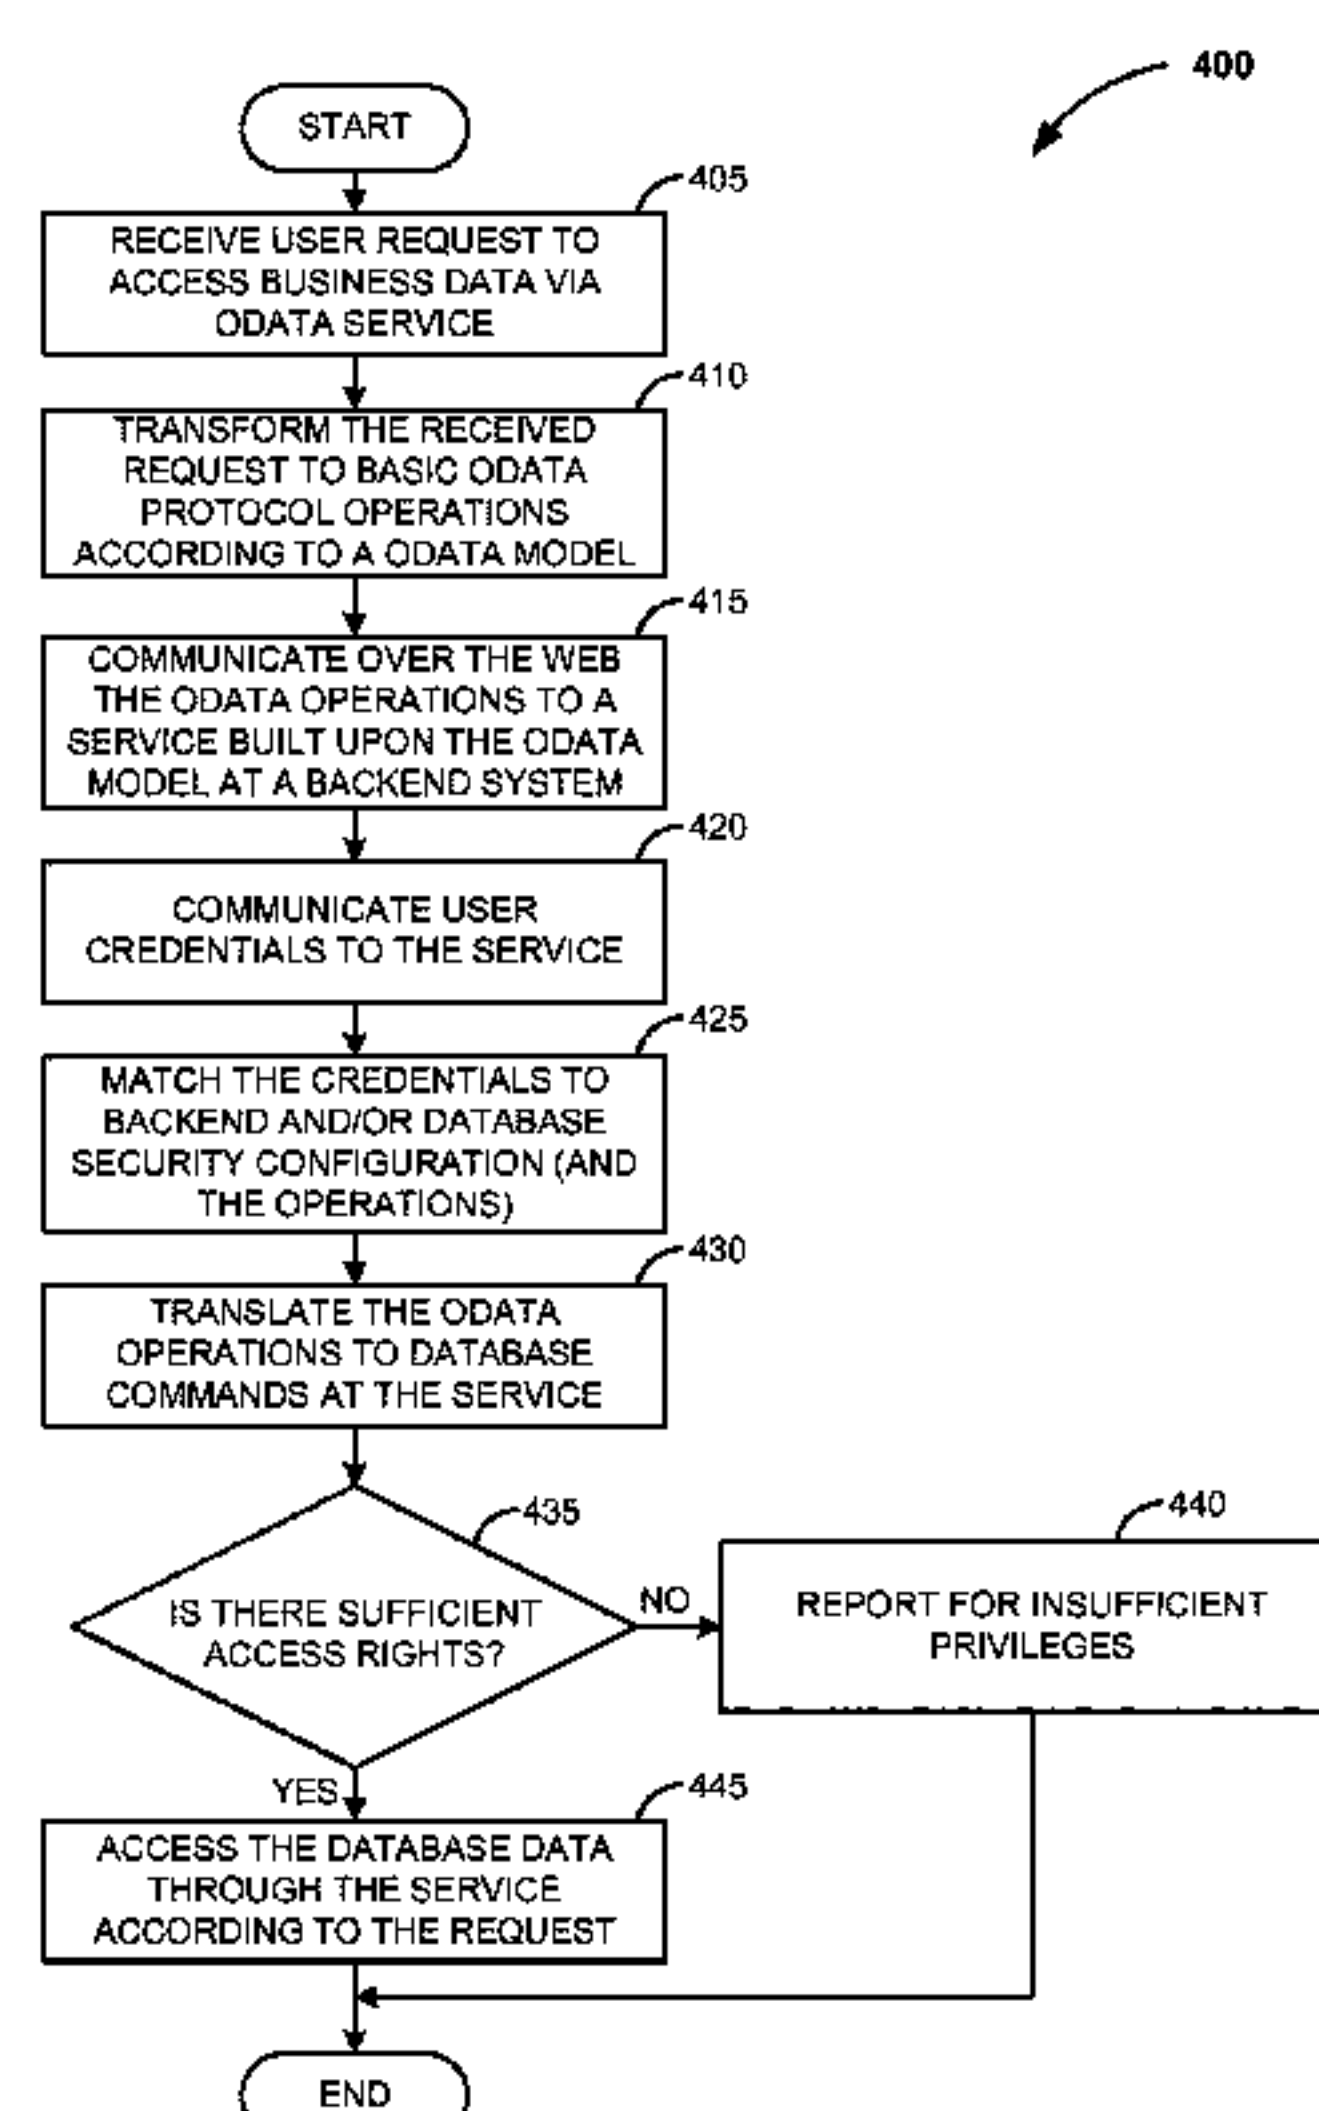 400
START
405
RECEIVE USER REQUEST TO
ACCESS BUSINESS DATA VIA
ODATA SERVICE
410
TRANSFORM THE RECEIVED
REQUEST TO BASIC ODATA
PROTOCOL OPERATIONS
ACCORDING TO A ODATA MODEL
415
COMMUNICATE OVER THE WEB
THE ODATA OPERATIONS TO A
SERVICE BUILT UPON THE ODATA
MODEL AT A BACKEND SYSTEM
420
COMMUNICATE USER
CREDENTIALS TO THE SERVICE
425
MATCH THE CREDENTIALS TO
BACKEND AND/OR DATABASE
SECURITY CONFIGURATION (AND
THE OPERATIONS)
430
TRANSLATE THE ODATA
OPERATIONS TO DATABASE
COMMANDS AT THE SERVICE
435
IS THERE SUFFICIENT
ACCESS RIGHTS?
NO
440
REPORT FOR INSUFFICIENT
PRIVILEGES
YES
445
ACCESS THE DATABASE DATA
THROUGH THE SERVICE
ACCORDING TO THE REQUEST
END